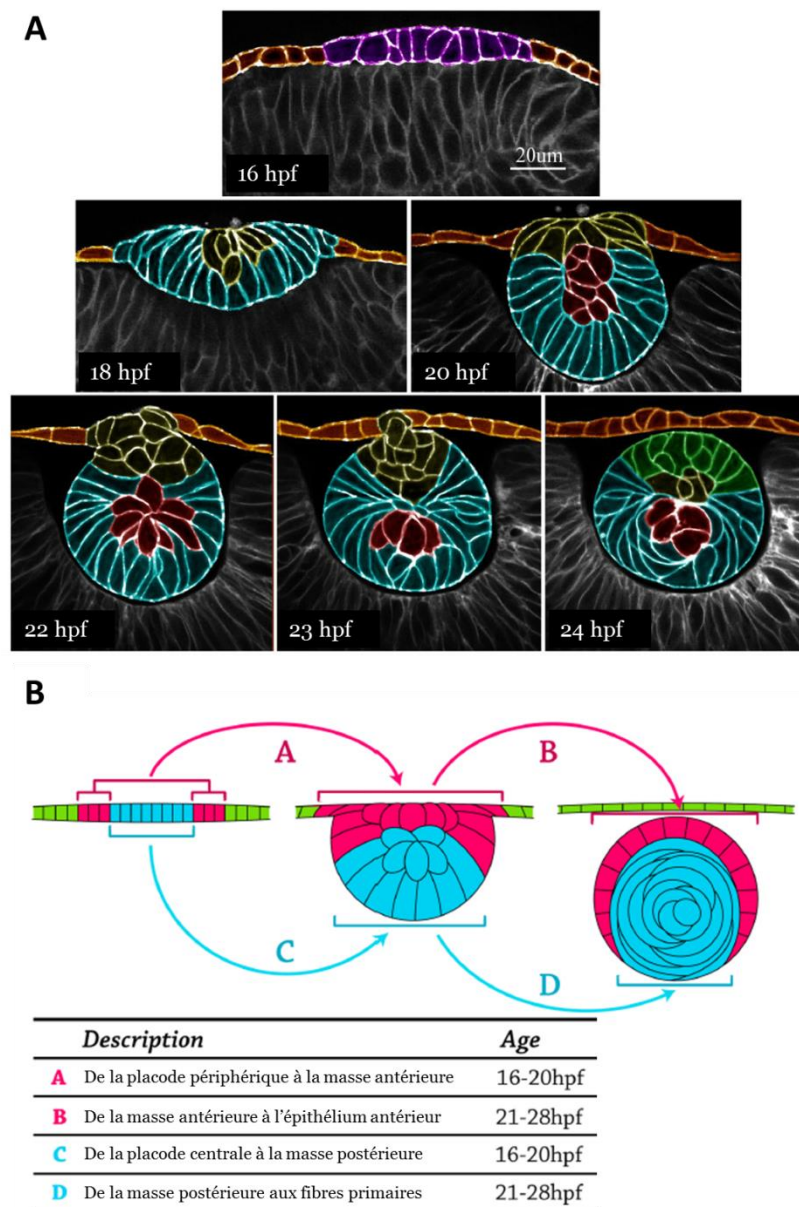 A
16 hpf
20um
18 hpf
20 hpf
22 hpf
23 hpf
24 hpf
B
A
B
C
D
Description Age
A De la placode périphérique à la masse antérieure 16-20hpf
B De la masse antérieure à l'épithélium antérieur 21-28hpf
C De la placode centrale à la masse postérieure 16-20hpf
D De la masse postérieure aux fibres primaires 21-28hpf